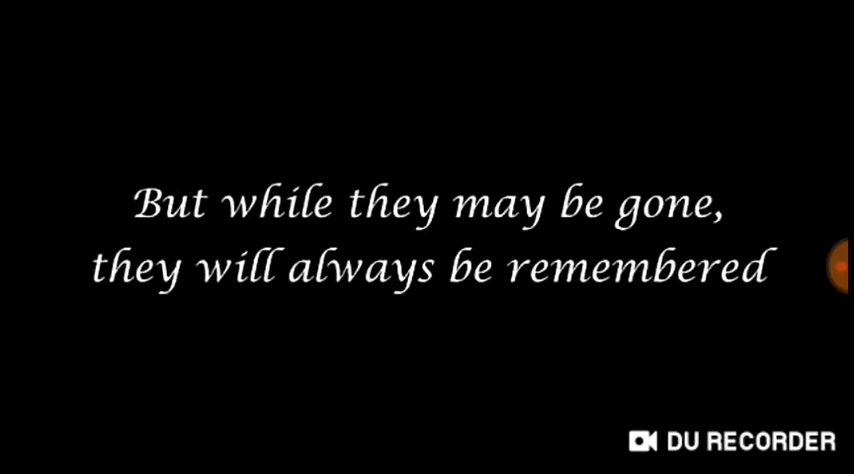 But while they may be gone,
they will always be remembered
DU RECORDER